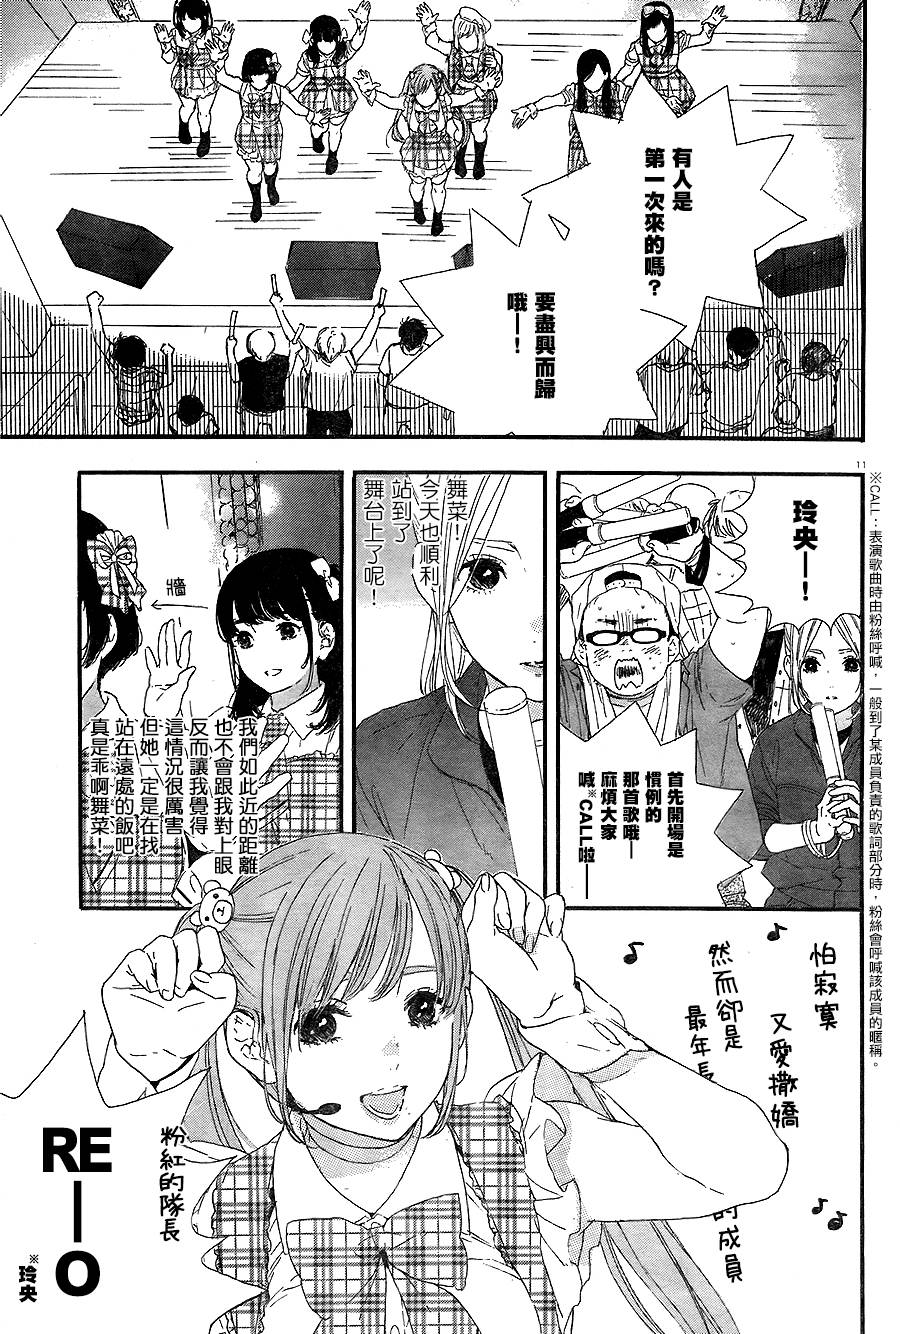 有人是
第一次來的嗎？
要盡興而歸
哦——！
11
※CALL：表演歌曲時由粉絲呼喊，一般到了某成員負責的歌詞部分時，粉絲會呼喊該成員的暱稱。
玲央——！
首先開場是
慣例的
那首歌哦——
麻煩大家
喊※CALL啦——
舞菜！
今天也順利
站到了
舞台上了呢！
牆
我們如此近的距離
也不會跟我對上眼
反而讓我覺得
這情況很厲害
但她一定是在找
站在遠處的飯吧
真是乖啊舞菜！
怕寂寞
又愛撒嬌
然而卻是
最年長
的成員
粉紅的隊長
RE
—
O
※玲央